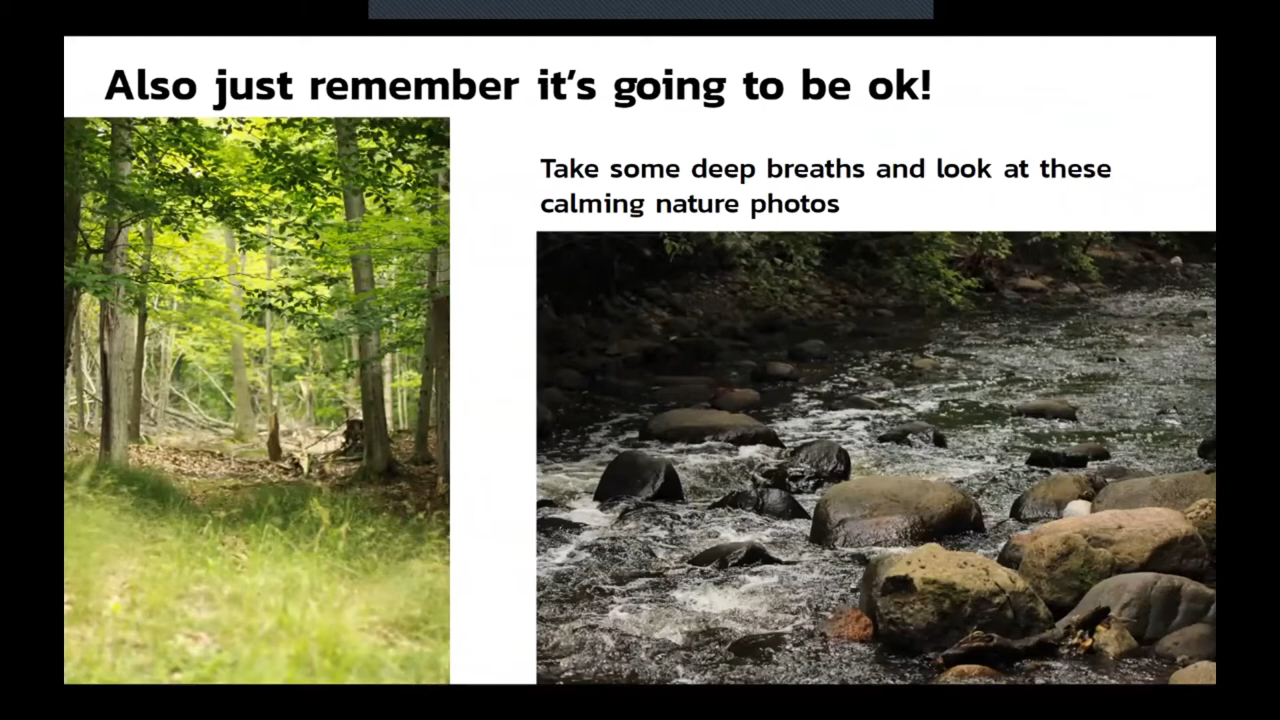 Also just remember it's going to be ok!
Take some deep breaths and look at these
calming nature photos